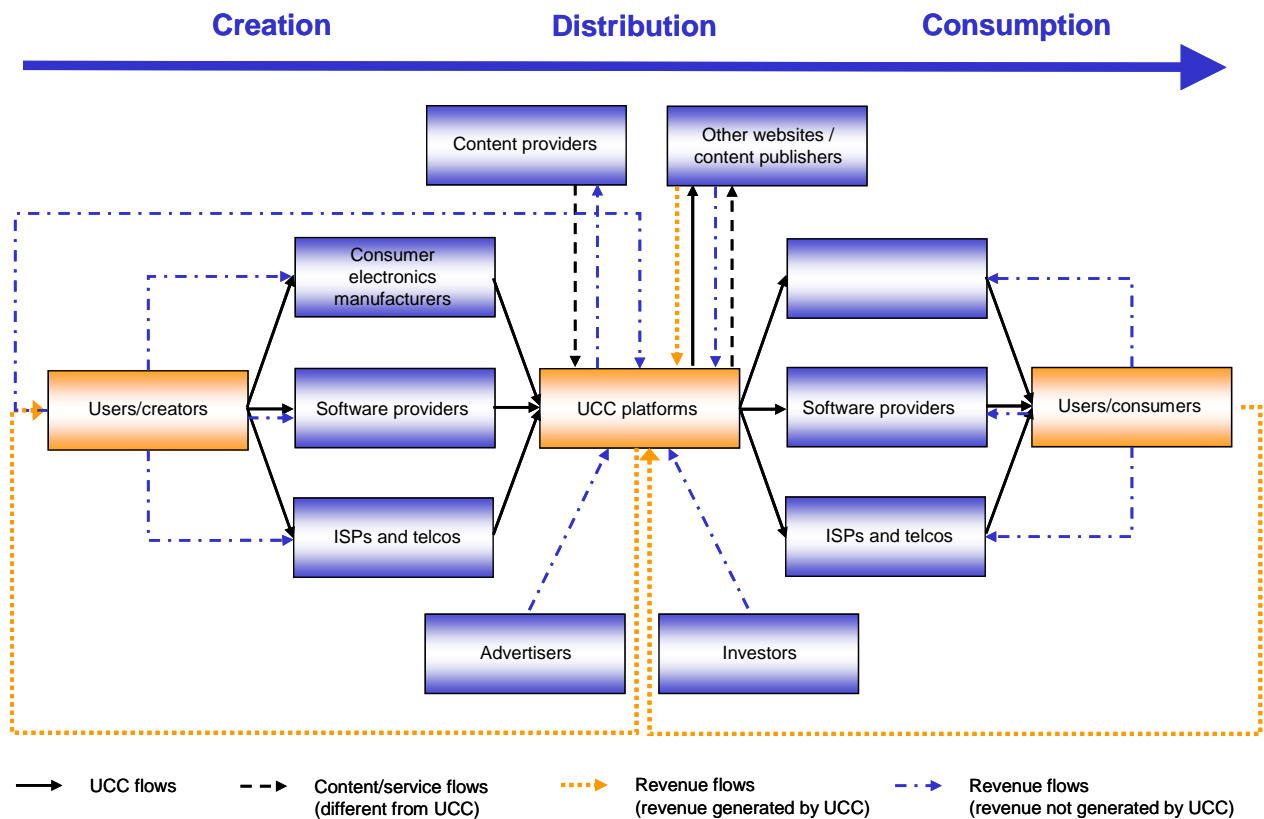 Creation
Distribution
Consumption
Content providers
Other websites /
content publishers
Consumer
electronics
manufacturers
Users/creators
Software providers
UCC platforms
Software providers
Users/consumers
ISPs and telcos
ISPs and telcos
Advertisers
Investors
UCC flows
Content/service flows
(different from UCC)
Revenue flows
(revenue generated by UCC)
Revenue flows
(revenue not generated by UCC)